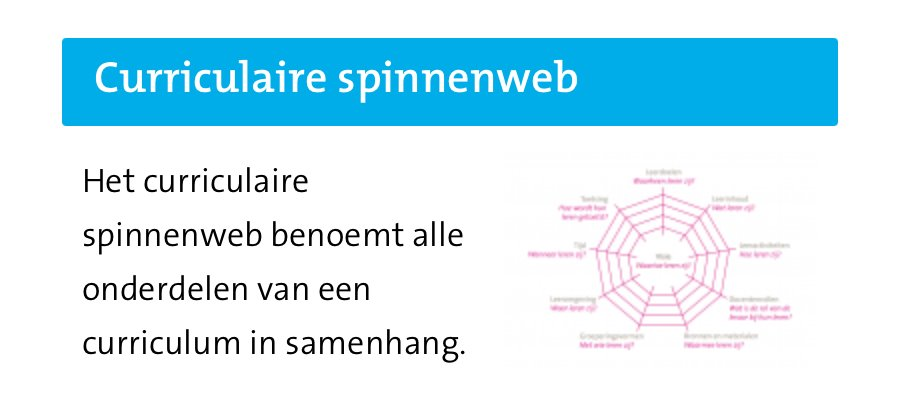 Curriculaire spinnenweb
Het curriculaire
spinnenweb benoemt alle
onderdelen van een
curriculum in samenhang.
Leerdoelen
Waartoe leren zij?
Leerinhoud
Wat leren zij?
Toetsing
Hoe wordt hun
leren getoetst?
Tijd
Wanneer leren zij?
Visie
Waartoe leren zij?
Leeractiviteiten
Hoe leren zij?
Leeromgeving
Waar leren zij?
Docentrollen
Wat is de rol van de
leraar bij hun leren?
Groeperingsvormen
Met wie leren zij?
Bronnen en materialen
Waarmee leren zij?